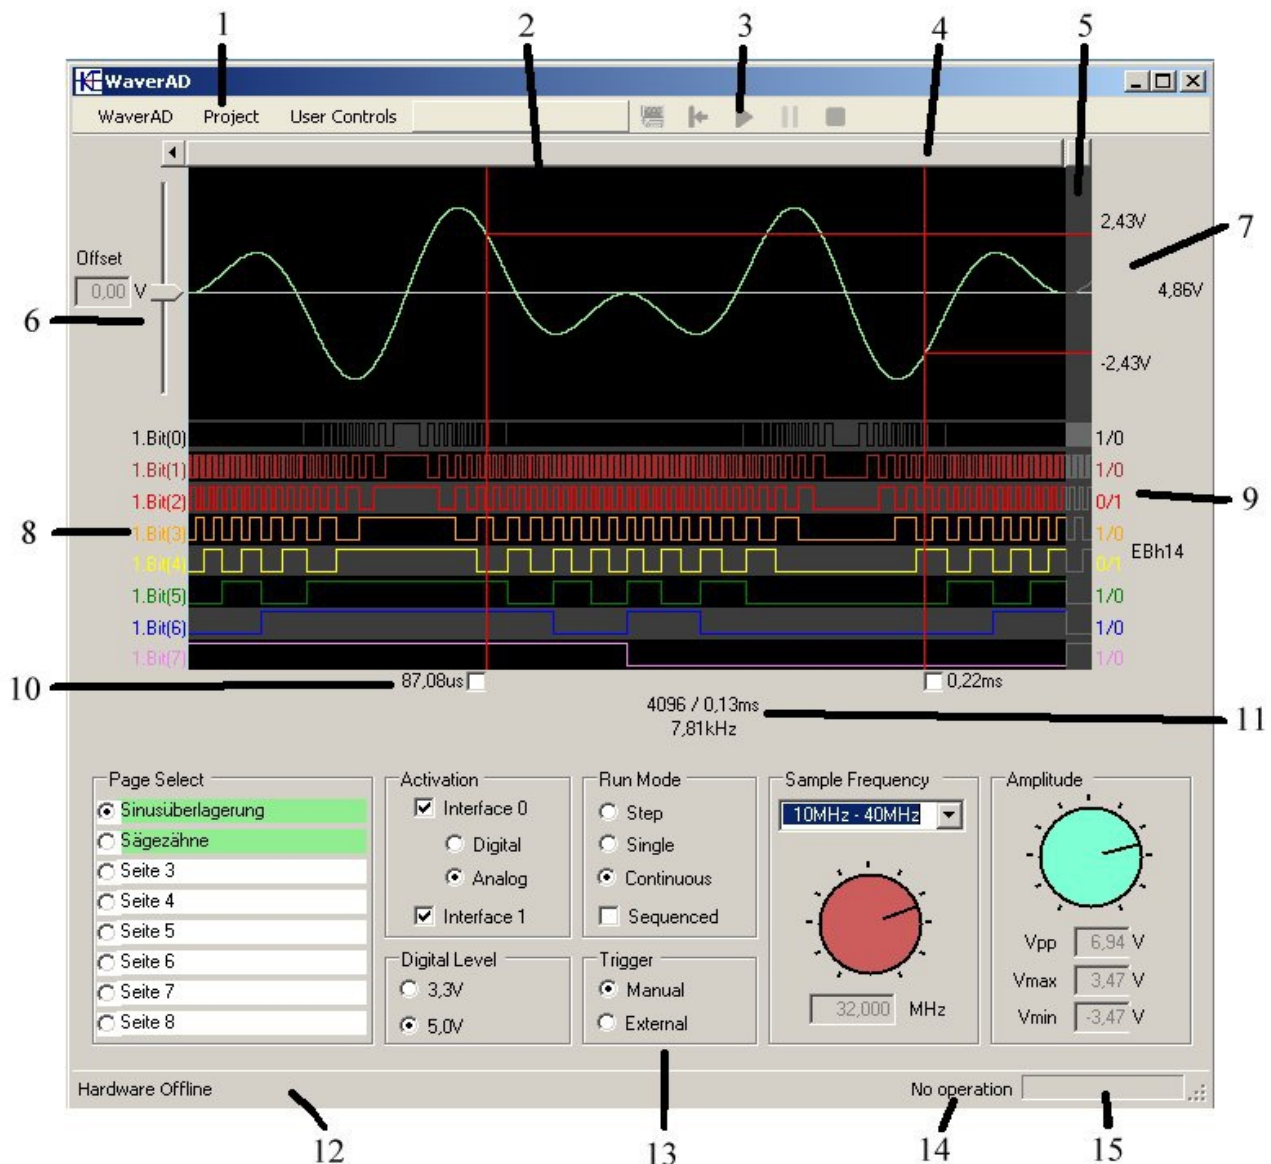 1 2 3 4 5
WaverAD
WaverAD Project User Controls
2,43V
7
Offset
0,00 V
4,86V
6
-2,43V
1.Bit(0) 1/0
1.Bit(1) 1/0
1.Bit(2) 0/1
9
8
1.Bit(3) 1/0
1.Bit(4) 0/1
EBh14
1.Bit(5) 1/0
1.Bit(6) 1/0
1.Bit(7) 1/0
10
87,08us 0,22ms
4096 / 0,13ms
11
7,81kHz
Page Select
Sinusüberlagerung
Sägezähne
Seite 3
Seite 4
Seite 5
Seite 6
Seite 7
Seite 8
Activation
Interface 0
Digital
Analog
Interface 1
Digital Level
3,3V
5,0V
Run Mode
Step
Single
Continuous
Sequenced
Trigger
Manual
External
Sample Frequency
10MHz - 40MHz
32,000 MHz
Amplitude
Vpp 6,94 V
Vmax 3,47 V
Vmin -3,47 V
Hardware Offline
No operation
12 13 14 15